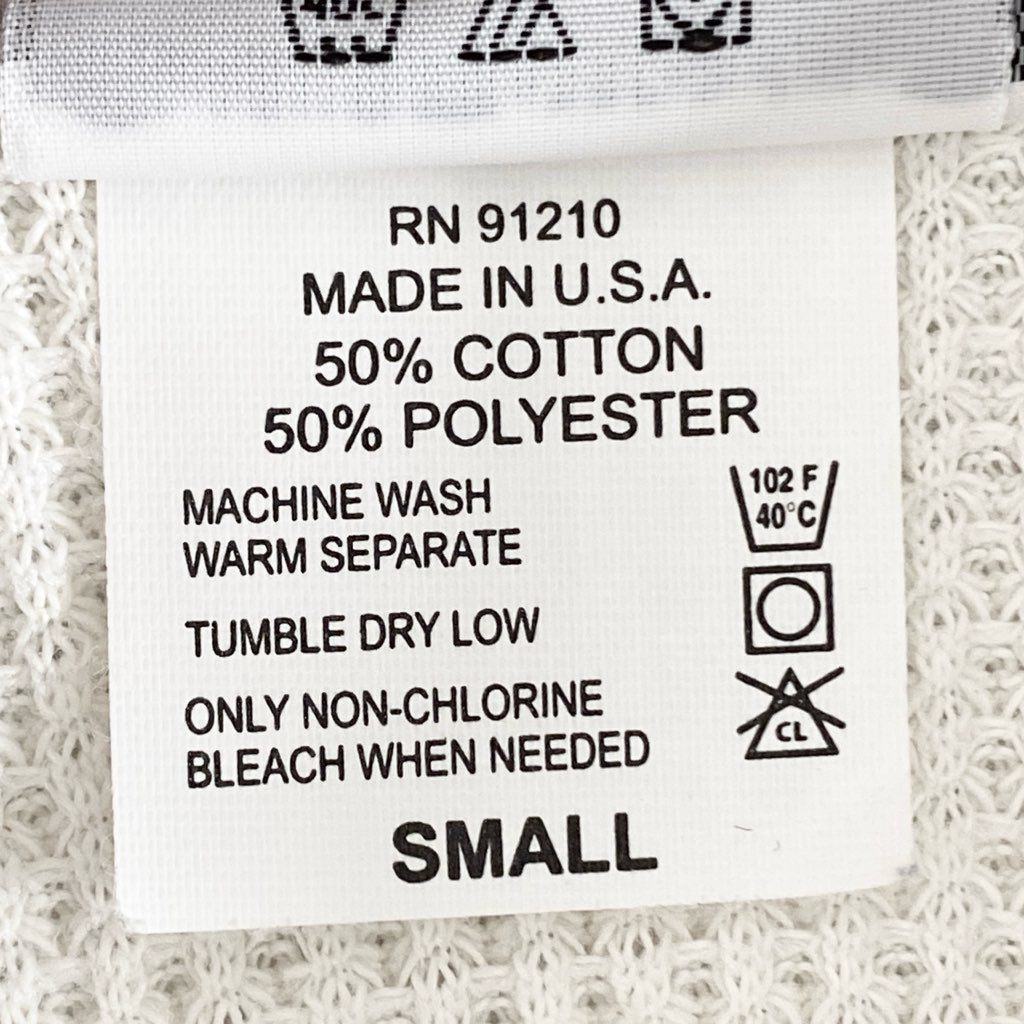 RN 91210
MADE IN U.S.A.
50% COTTON
50% POLYESTER
MACHINE WASH
WARM SEPARATE
102 F
40°C
TUMBLE DRY LOW
ONLY NON-CHLORINE
BLEACH WHEN NEEDED
CL
SMALL